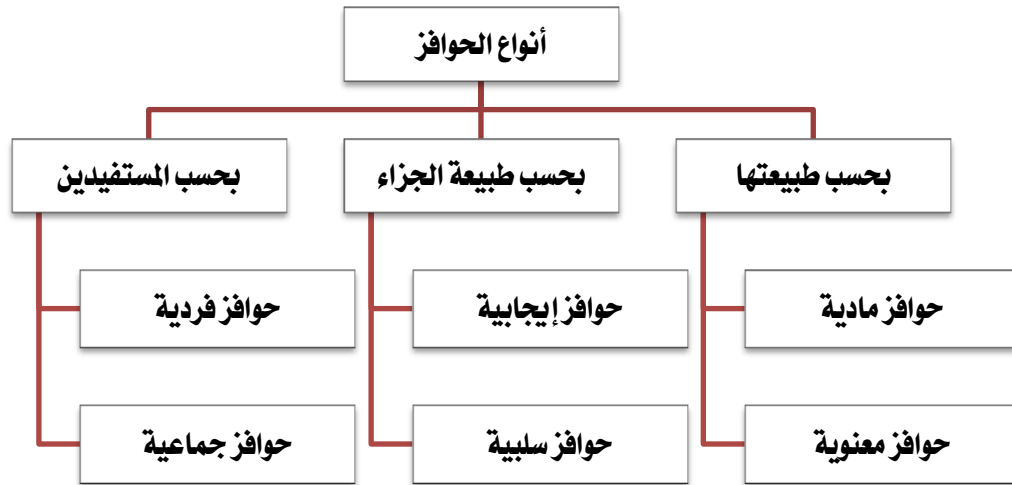 أنواع الحوافز
بحسب طبيعتها
بحسب طبيعة الجزاء
بحسب المستفيدين
حوافز مادية
حوافز إيجابية
حوافز فردية
حوافز معنوية
حوافز سلبية
حوافز جماعية